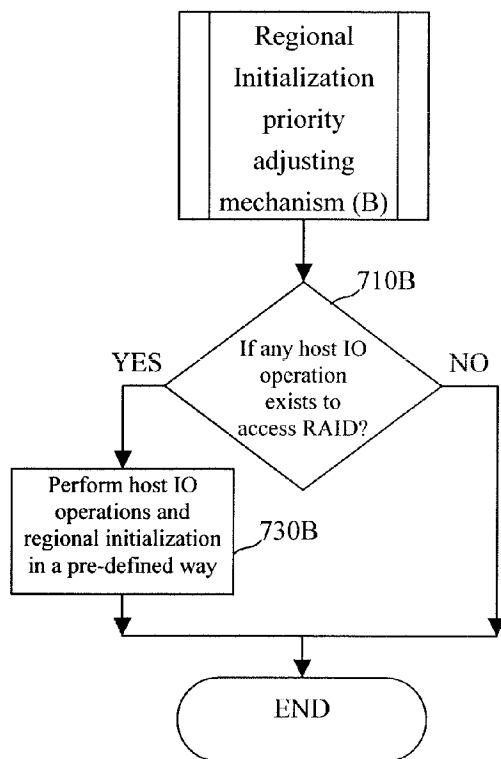 Regional
Initialization
priority
adjusting
mechanism (B)
710B
YES
NO
If any host IO
operation
exists to
access RAID?
Perform host IO
operations and
regional initialization
in a pre-defined way
730B
END